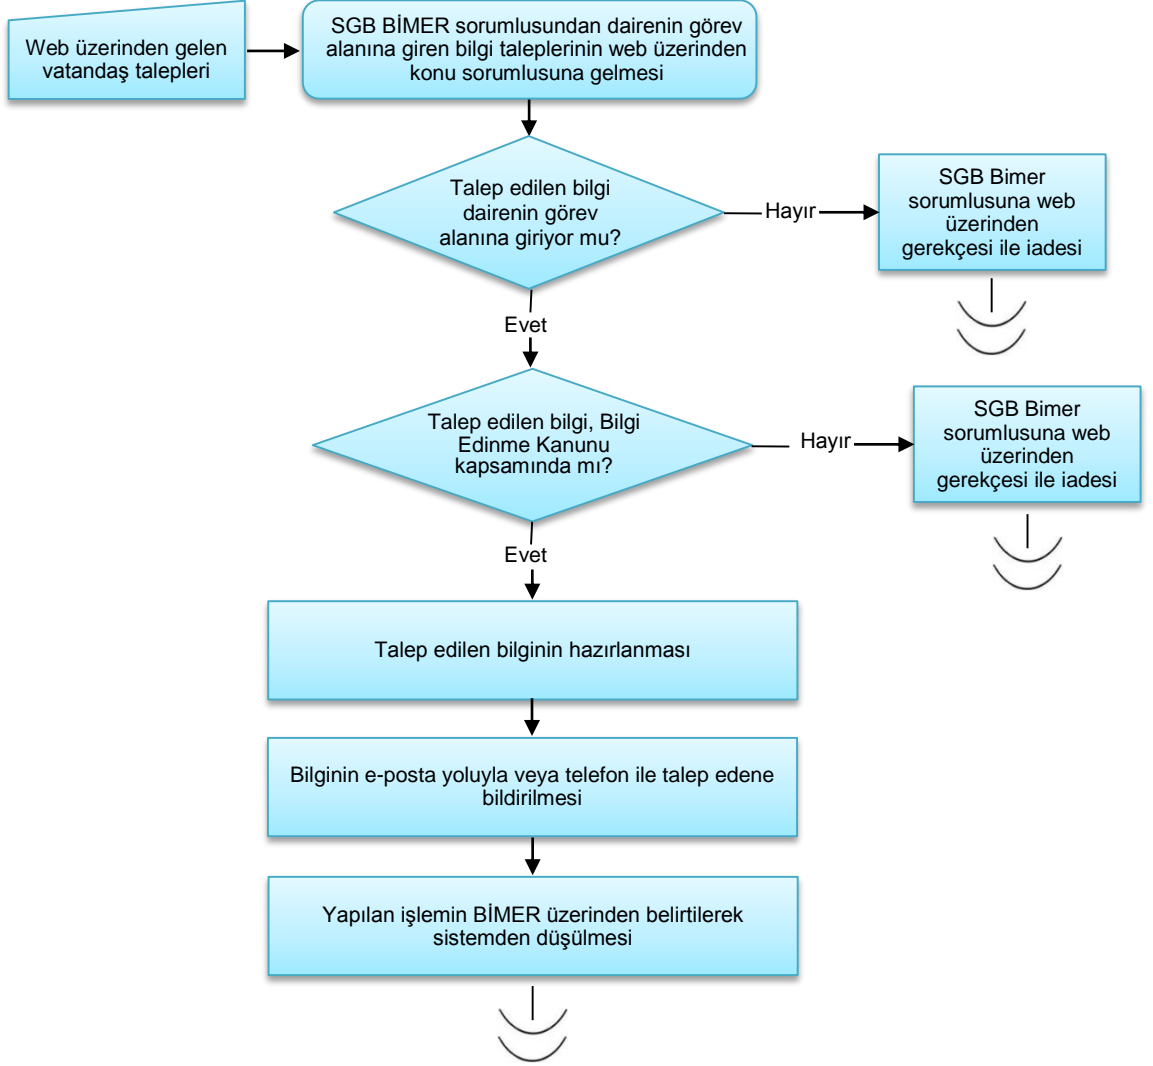 Web üzerinden gelen
vatandaş talepleri
SGB BİMER sorumlusundan dairenin görev
alanına giren bilgi taleplerinin web üzerinden
konu sorumlusuna gelmesi
Talep edilen bilgi
dairenin görev
alanına giriyor mu?
Hayır
SGB Bimer
sorumlusuna web
üzerinden
gerekçesi ile iadesi
Evet
Talep edilen bilgi, Bilgi
Edinme Kanunu
kapsamında mı?
Hayır
SGB Bimer
sorumlusuna web
üzerinden
gerekçesi ile iadesi
Evet
Talep edilen bilginin hazırlanması
Bilginin e-posta yoluyla veya telefon ile talep edene
bildirilmesi
Yapılan işlemin BİMER üzerinden belirtilerek
sistemden düşülmesi